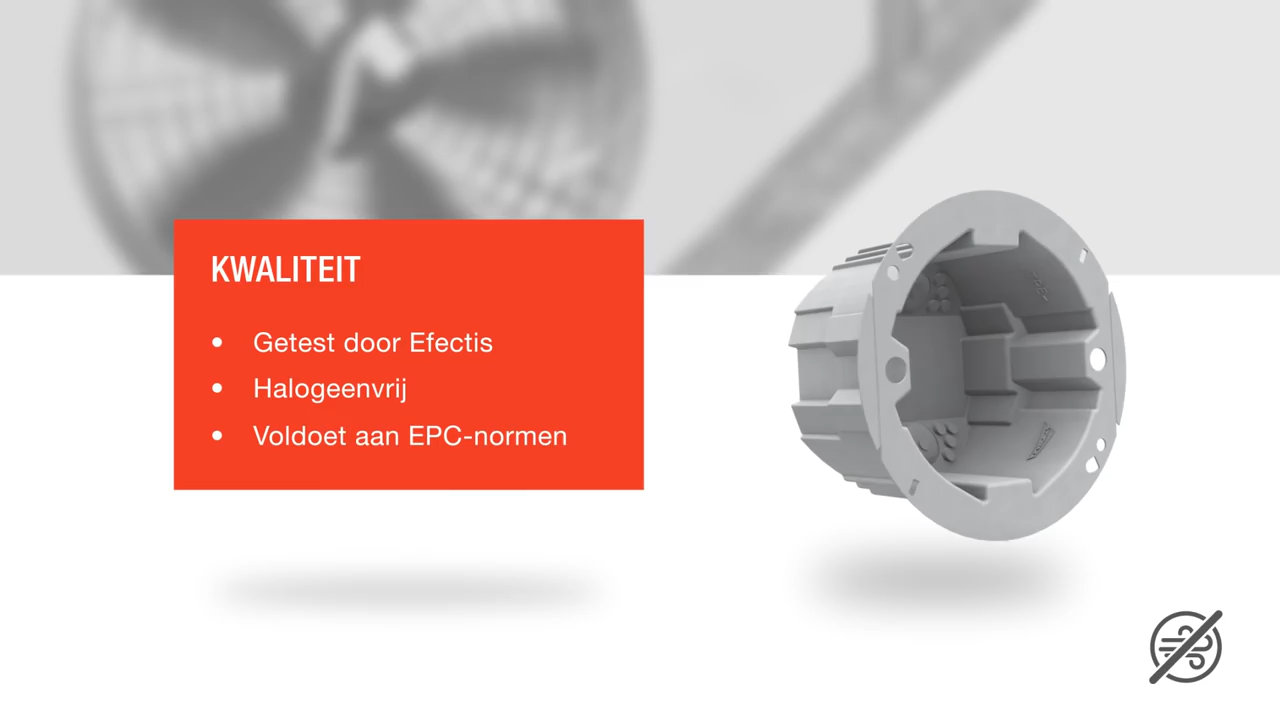 KWALITEIT
• Getest door Efectis
• Halogeenvrij
• Voldoet aan EPC-normen